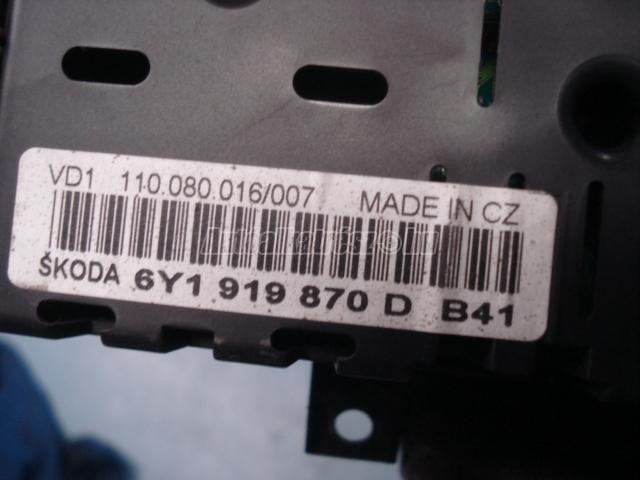 VD1 110.080.016/007 MADE IN CZ
ŠKODA 6Y1 919 870 D B41